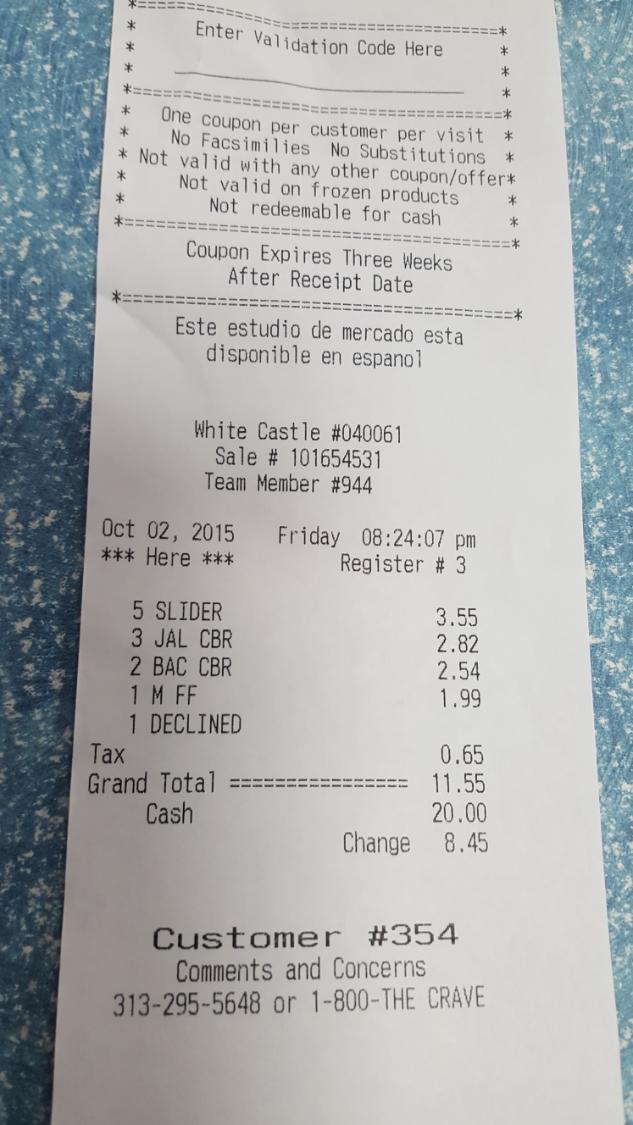 *===================================*
* Enter Validation Code Here *
* *
* ______________________ *
*===================================*
* One coupon per customer per visit *
* No Facsimilies No Substitutions *
* Not valid with any other coupon/offer*
* Not valid on frozen products *
* Not redeemable for cash *
*===================================*
Coupon Expires Three Weeks
After Receipt Date
*===================================*
Este estudio de mercado esta
disponible en espanol
White Castle #040061
Sale # 101654531
Team Member #944
Oct 02, 2015 Friday 08:24:07 pm
*** Here *** Register # 3
5 SLIDER 3.55
3 JAL CBR 2.82
2 BAC CBR 2.54
1 M FF 1.99
1 DECLINED
Tax 0.65
Grand Total ================ 11.55
Cash 20.00
Change 8.45
Customer #354
Comments and Concerns
313-295-5648 or 1-800-THE CRAVE